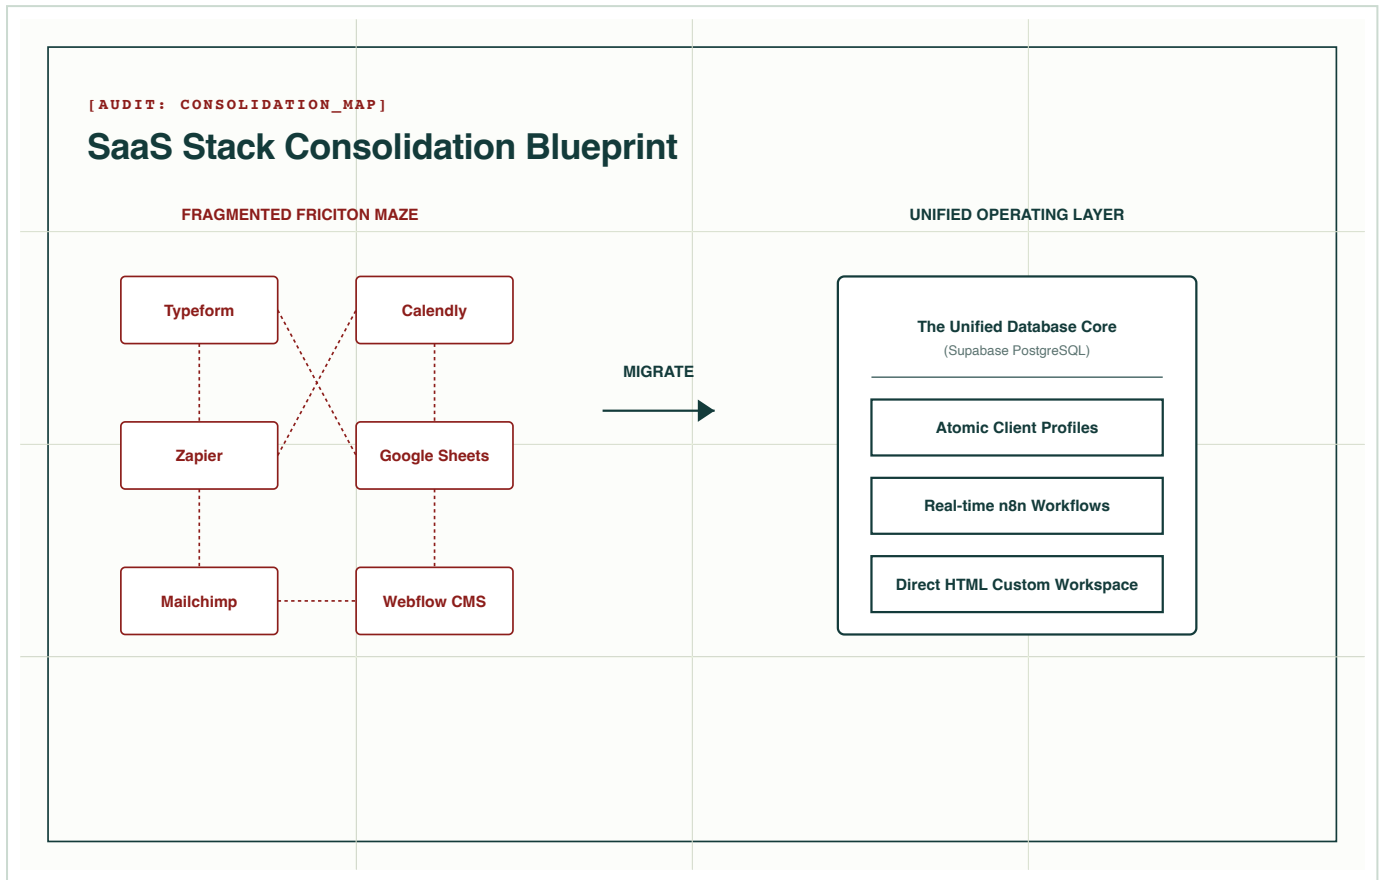 [AUDIT: CONSOLIDATION_MAP]
SaaS Stack Consolidation Blueprint
FRAGMENTED FRICITON MAZE
Typeform
Calendly
Zapier
Google Sheets
Mailchimp
Webflow CMS
MIGRATE
UNIFIED OPERATING LAYER
The Unified Database Core
(Supabase PostgreSQL)
Atomic Client Profiles
Real-time n8n Workflows
Direct HTML Custom Workspace